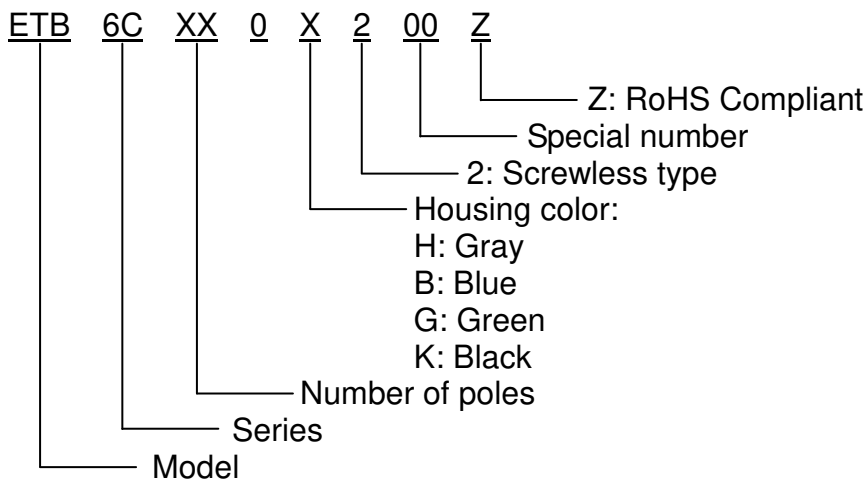 ETB 6C XX 0 X 2 00 Z
Z: RoHS Compliant
Special number
2: Screwless type
Housing color:
H: Gray
B: Blue
G: Green
K: Black
Number of poles
Series
Model